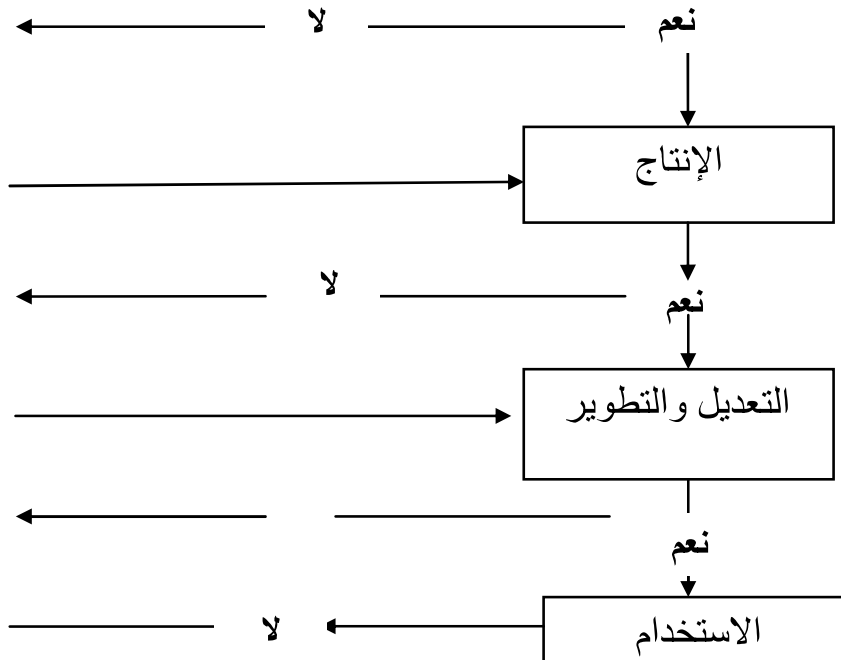 نعم
لا
الإنتاج
نعم
لا
التعديل والتطوير
نعم
الاستخدام
لا